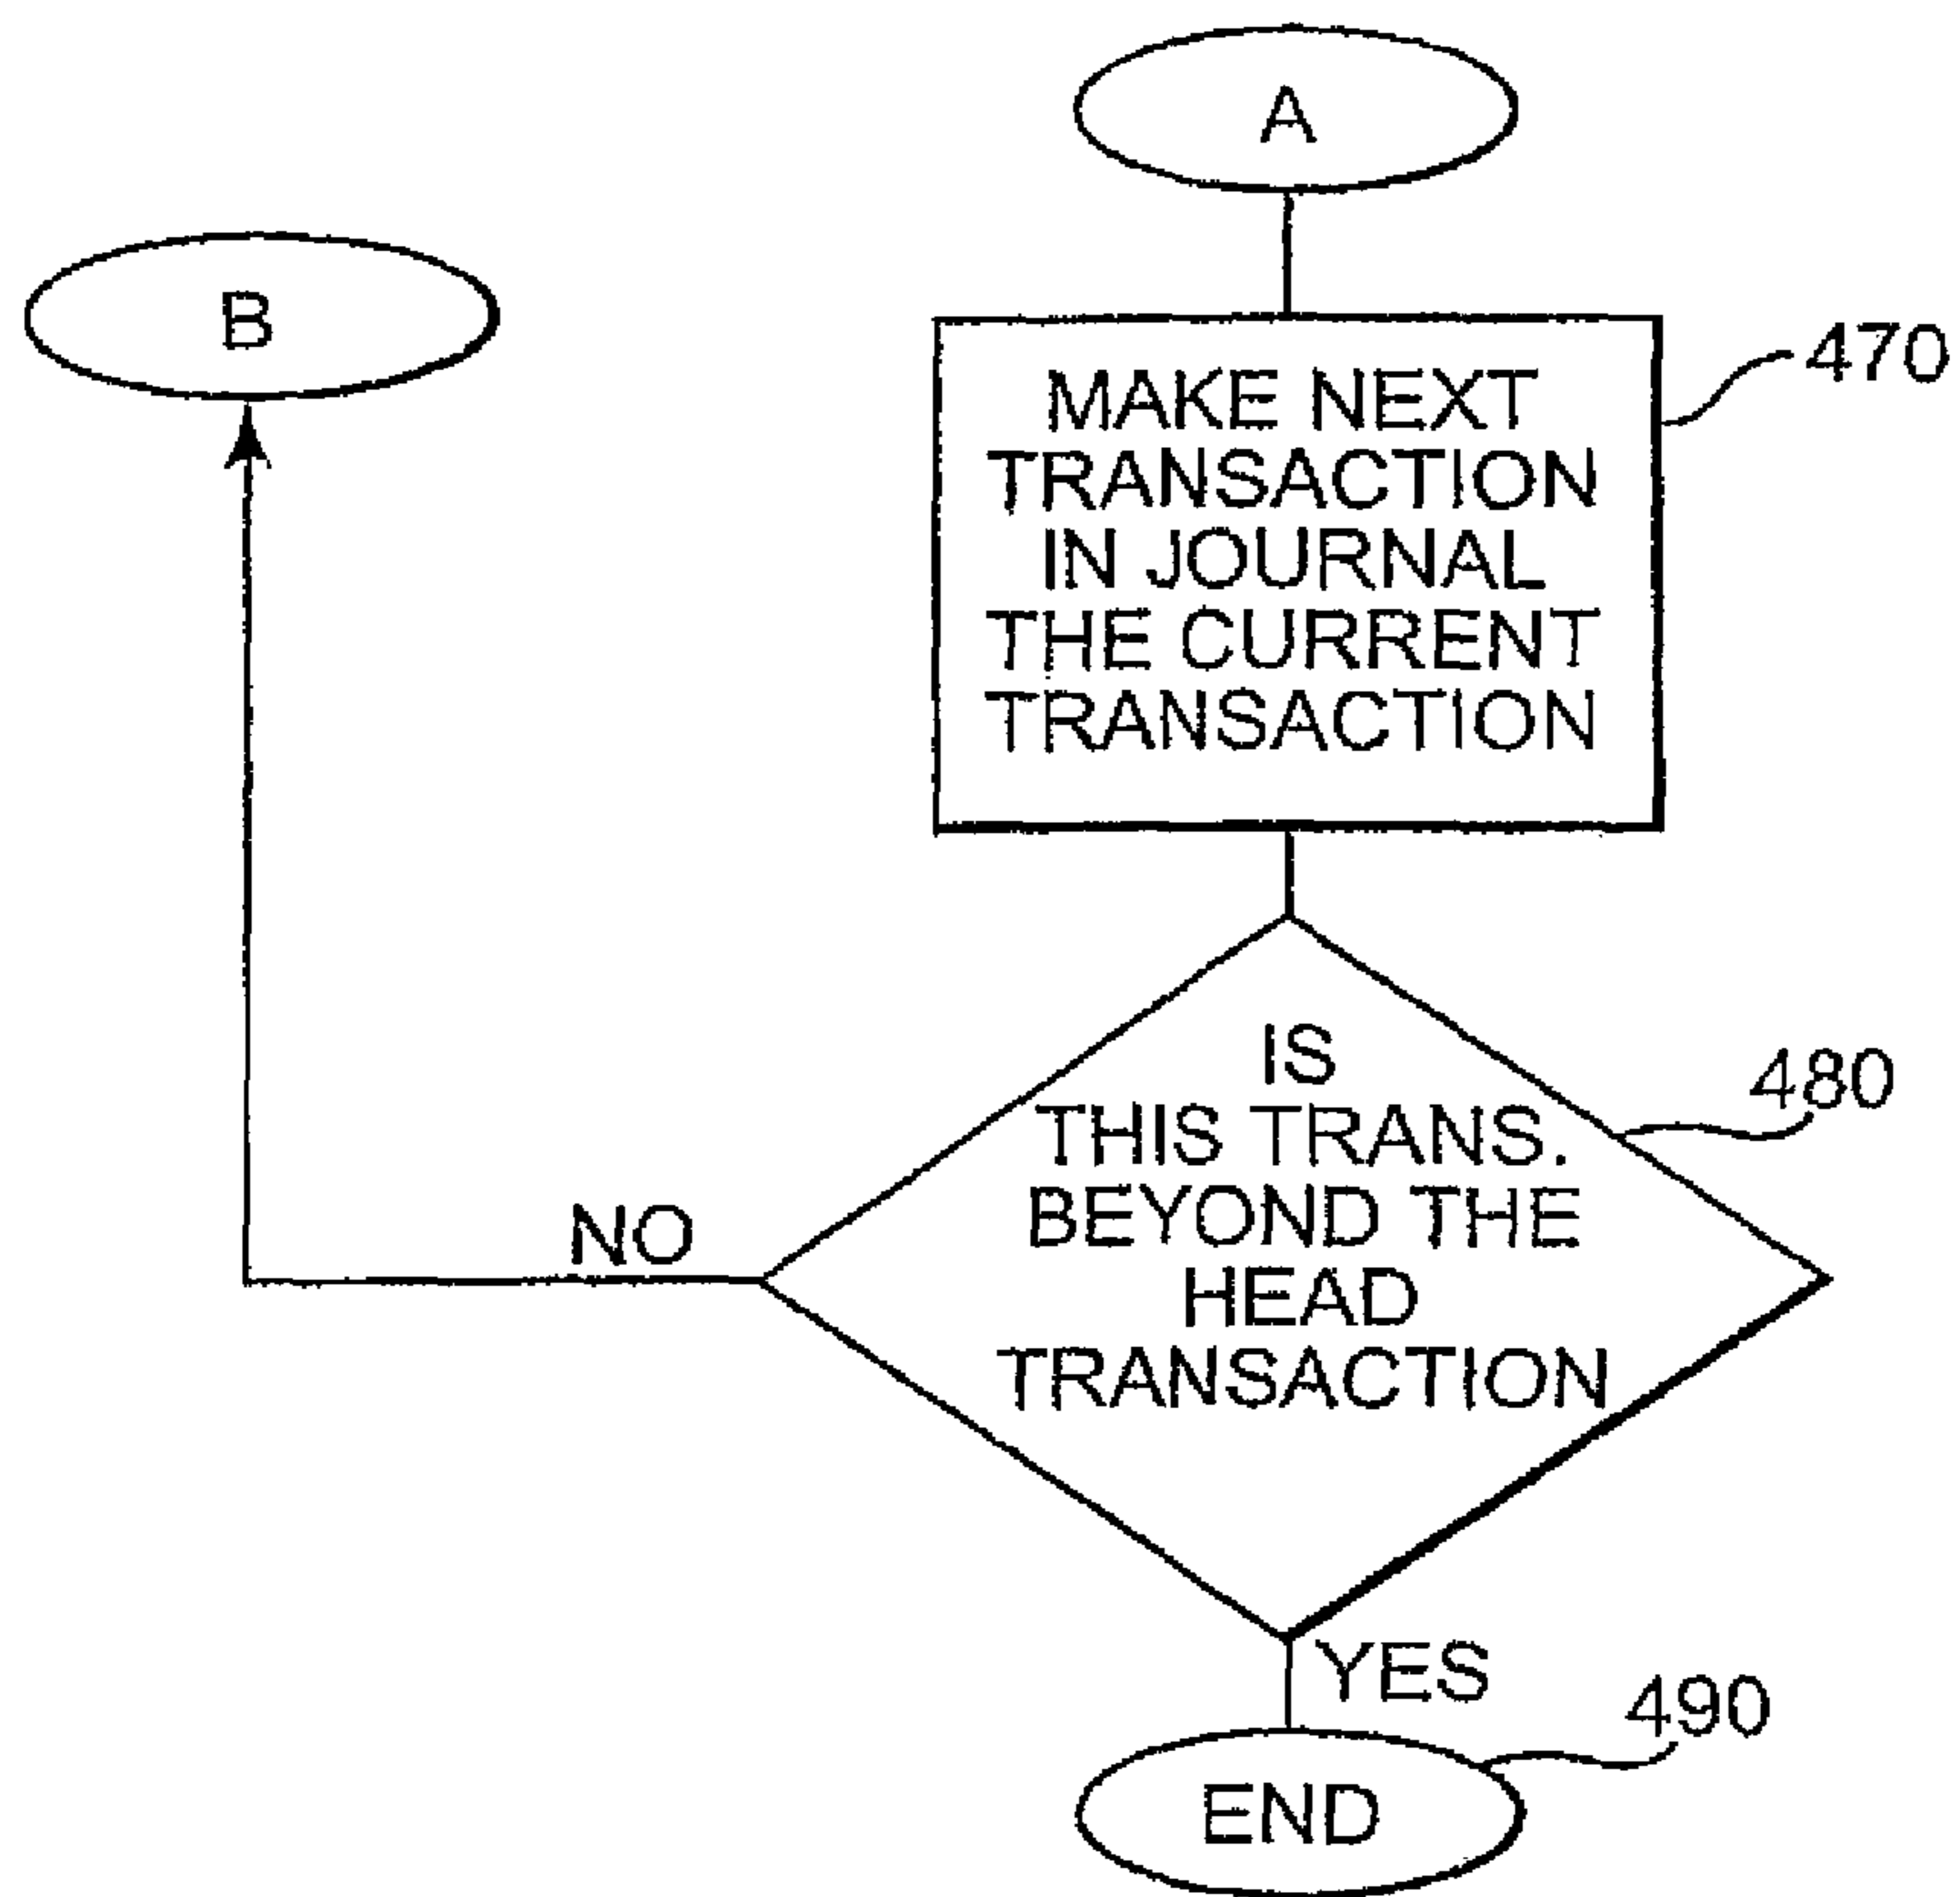 A
B
MAKE NEXT
TRANSACTION
IN JOURNAL
THE CURRENT
TRANSACTION
470
IS
THIS TRANS.
BEYOND THE
HEAD
TRANSACTION
480
NO
YES
490
END